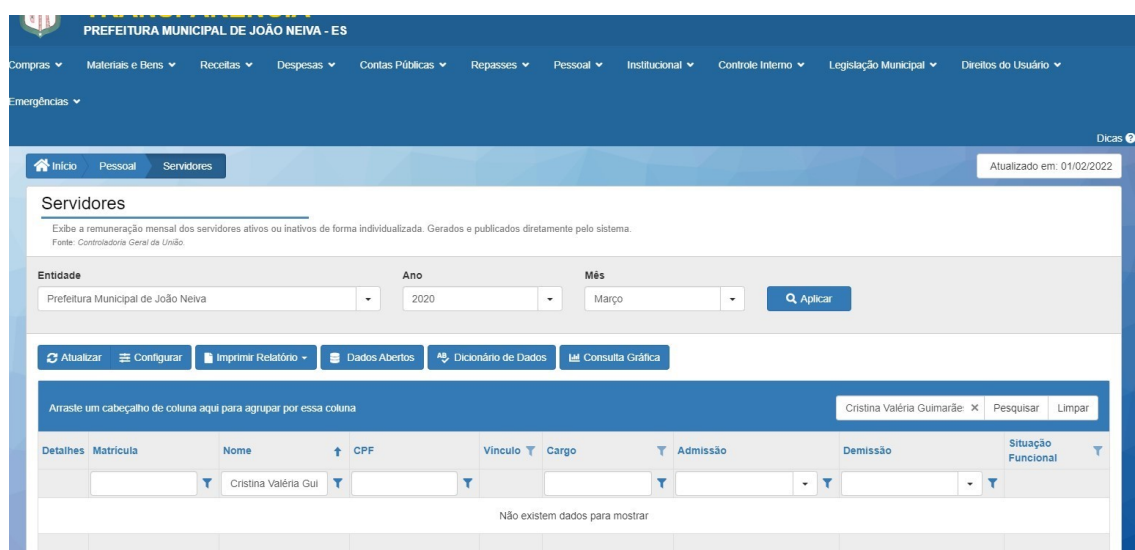 TRANSPARÊNCIA
PREFEITURA MUNICIPAL DE JOÃO NEIVA - ES
Compras Materiais e Bens Receitas Despesas Contas Públicas Repasses Pessoal Institucional Controle Interno Legislação Municipal Direitos do Usuário
Emergências
Dicas
Início Pessoal Servidores
Atualizado em: 01/02/2022
Servidores
Exibe a remuneração mensal dos servidores ativos ou inativos de forma individualizada. Gerados e publicados diretamente pelo sistema.
Fonte: Controladoria Geral da União
Entidade Ano Mês
Prefeitura Municipal de João Neiva 2020 Março Aplicar
Atualizar Configurar Imprimir Relatório Dados Abertos Dicionário de Dados Consulta Gráfica
Arraste um cabeçalho de coluna aqui para agrupar por essa coluna
Cristina Valéria Guimarães Pesquisar Limpar
Detalhes Matrícula Nome CPF Vínculo Cargo Admissão Demissão Situação Funcional
Cristina Valéria Gui
Não existem dados para mostrar